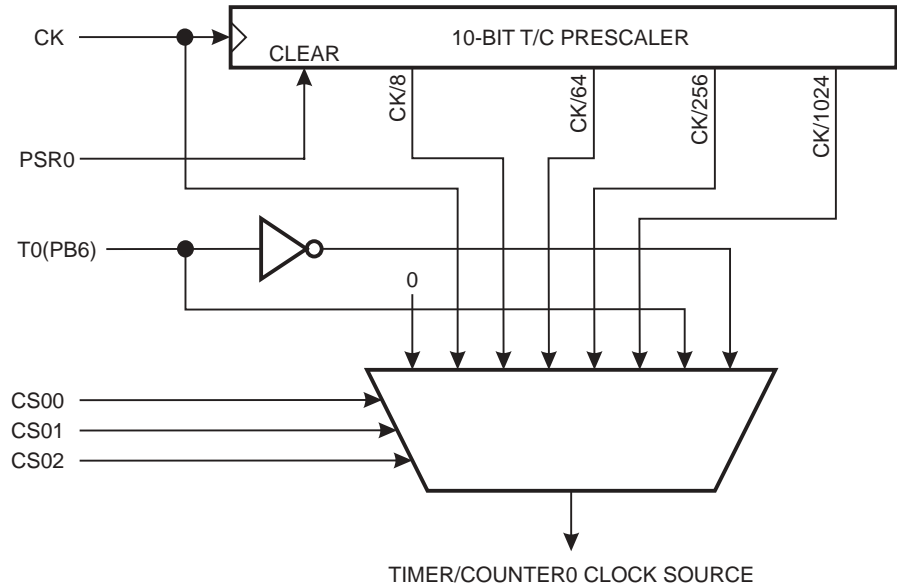 CK
10-BIT T/C PRESCALER
CLEAR
CK/8
CK/64
CK/256
CK/1024
PSR0
T0(PB6)
0
CS00
CS01
CS02
TIMER/COUNTER0 CLOCK SOURCE